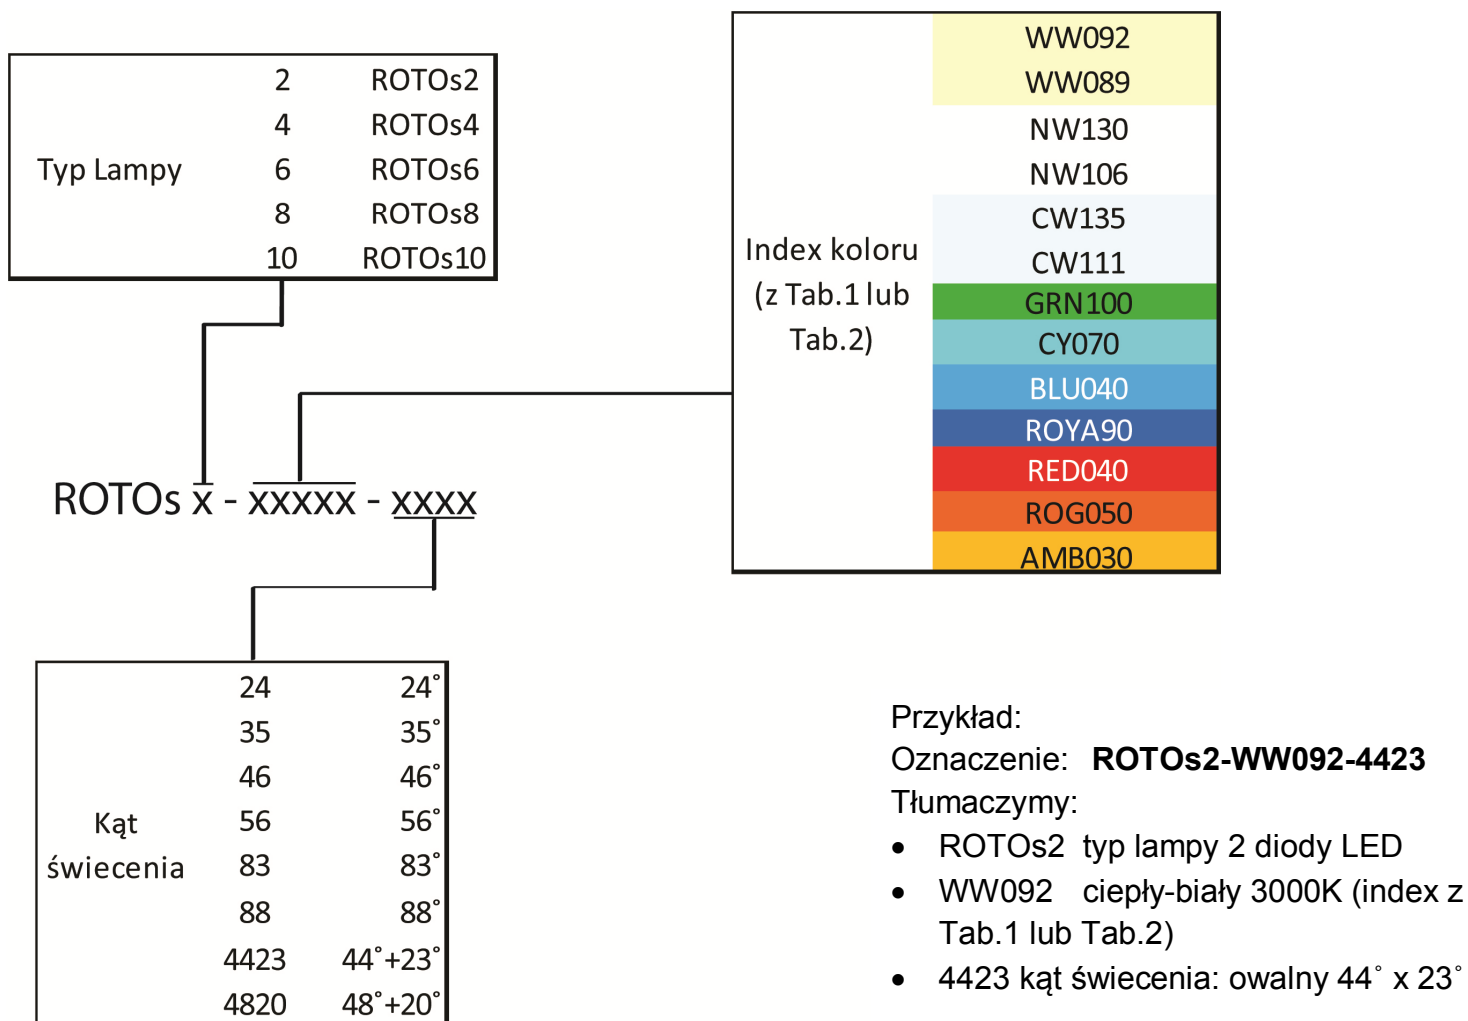 Typ Lampy
2 ROTOs2
4 ROTOs4
6 ROTOs6
8 ROTOs8
10 ROTOs10
Index koloru
(z Tab.1 lub
Tab.2)
WW092
WW089
NW130
NW106
CW135
CW111
GRN100
CY070
BLU040
ROYA90
RED040
ROG050
AMB030
ROTOs x - xxxxx - xxxx
Kąt
świecenia
24 24°
35 35°
46 46°
56 56°
83 83°
88 88°
4423 44°+23°
4820 48°+20°
Przykład:
Oznaczenie: ROTOs2-WW092-4423
Tłumaczymy:
• ROTOs2 typ lampy 2 diody LED
• WW092 ciepły-biały 3000K (index z
Tab.1 lub Tab.2)
• 4423 kąt świecenia: owalny 44° x 23°